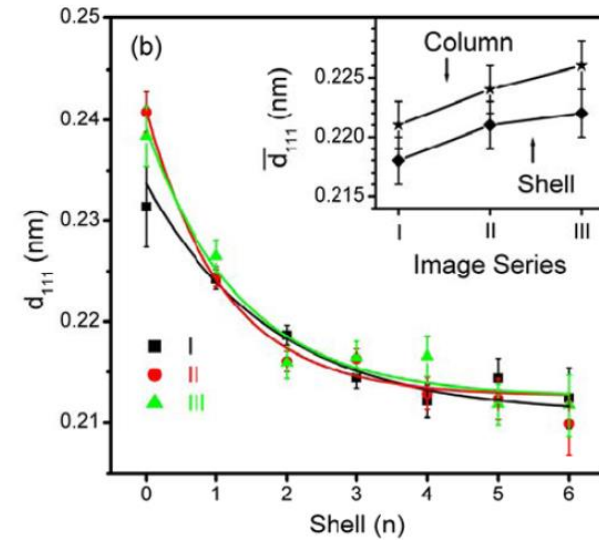 (b)
0.25
0.24
0.23
0.22
0.21
d111 (nm)
0 1 2 3 4 5 6
Shell (n)
I
II
III
0.225
0.220
0.215
d̅111 (nm)
Column
Shell
I II III
Image Series